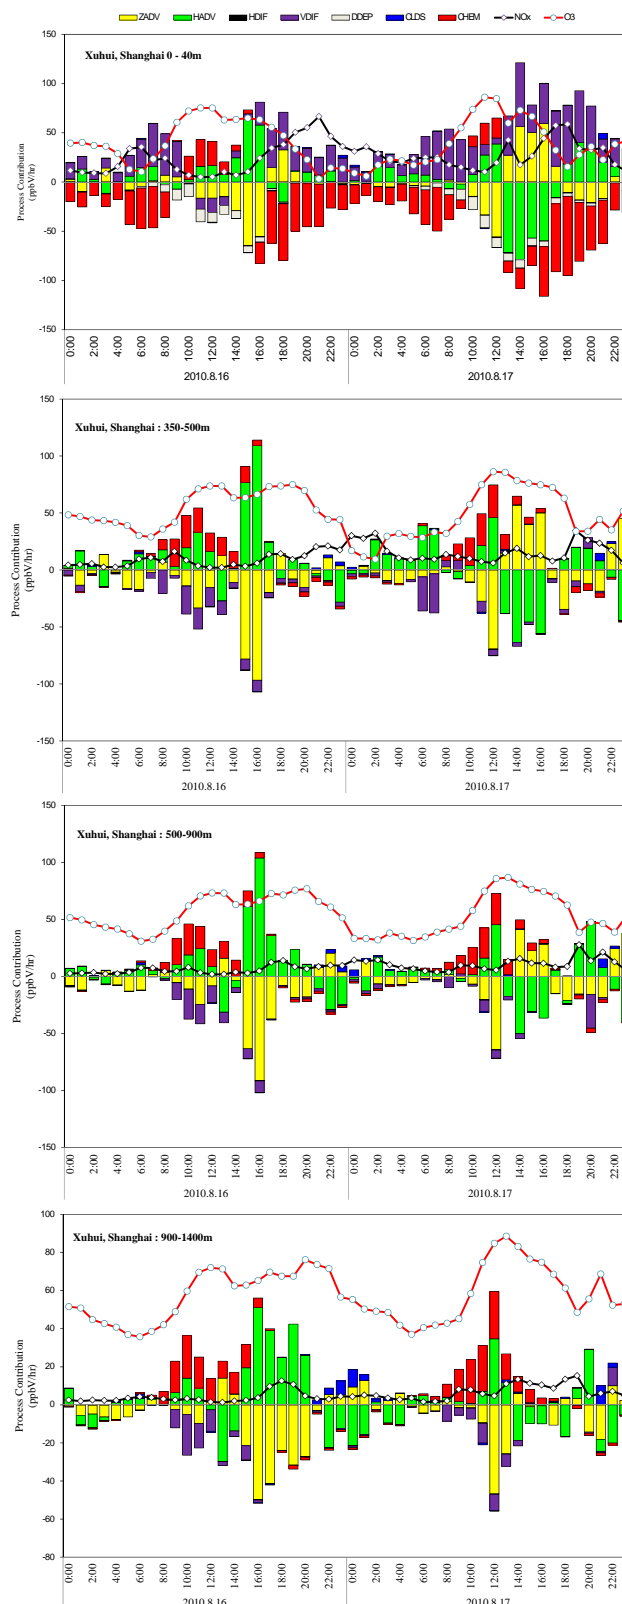 ZADV HADV HDIF VDIF DDEP CLDS CHEM NOx O3
Xuhui, Shanghai 0 - 40m
Process Contribution
(ppbV/hr)
150
100
50
0
-50
-100
-150
0:00 2:00 4:00 6:00 8:00 10:00 12:00 14:00 16:00 18:00 20:00 22:00 0:00 2:00 4:00 6:00 8:00 10:00 12:00 14:00 16:00 18:00 20:00 22:00
2010.8.16 2010.8.17
Xuhui, Shanghai : 350-500m
Process Contribution
(ppbV/hr)
150
100
50
0
-50
-100
-150
0:00 2:00 4:00 6:00 8:00 10:00 12:00 14:00 16:00 18:00 20:00 22:00 0:00 2:00 4:00 6:00 8:00 10:00 12:00 14:00 16:00 18:00 20:00 22:00
2010.8.16 2010.8.17
Xuhui, Shanghai : 500-900m
Process Contribution
(ppbV/hr)
150
100
50
0
-50
-100
-150
0:00 2:00 4:00 6:00 8:00 10:00 12:00 14:00 16:00 18:00 20:00 22:00 0:00 2:00 4:00 6:00 8:00 10:00 12:00 14:00 16:00 18:00 20:00 22:00
2010.8.16 2010.8.17
Xuhui, Shanghai : 900-1400m
Process Contribution
(ppbV/hr)
100
80
60
40
20
0
-20
-40
-60
-80
0:00 2:00 4:00 6:00 8:00 10:00 12:00 14:00 16:00 18:00 20:00 22:00 0:00 2:00 4:00 6:00 8:00 10:00 12:00 14:00 16:00 18:00 20:00 22:00
2010.8.16 2010.8.17